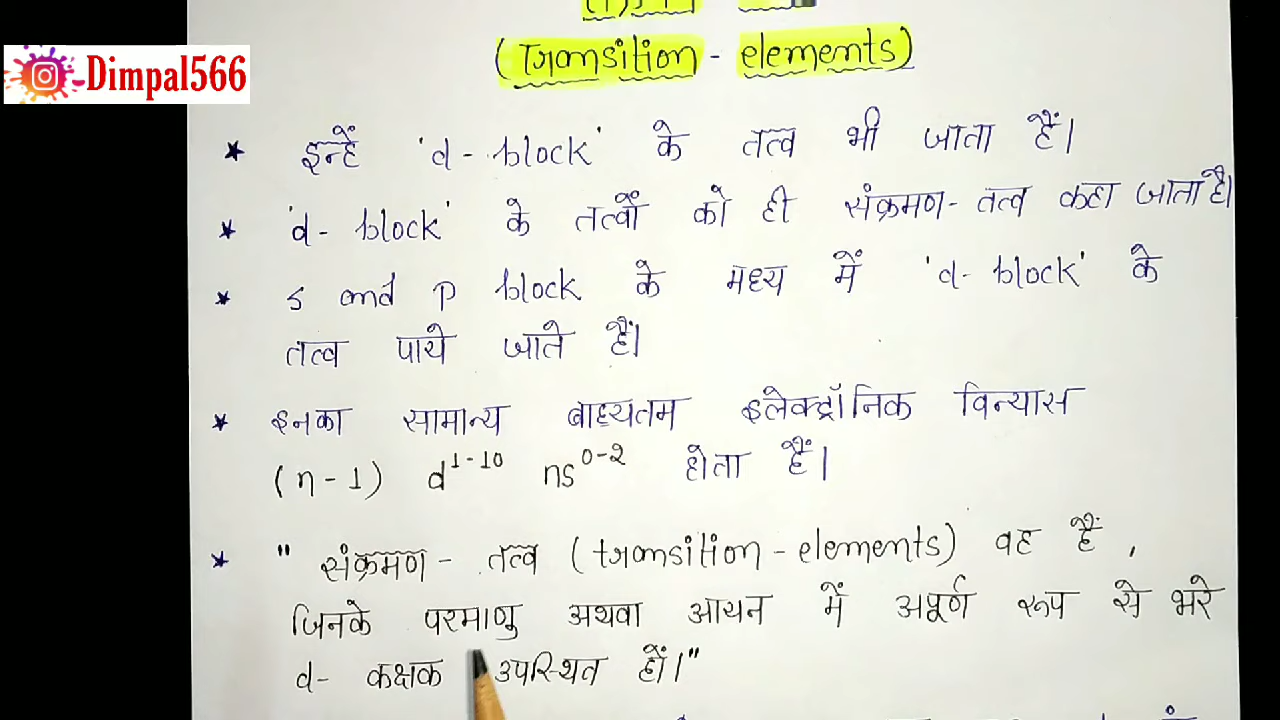 (Transition - elements)
-Dimpal566
★ इन्हें 'd - block' के तत्व भी जाता हैं।
★ 'd - block' के तत्वों को ही संक्रमण - तत्व कहा जाता है।
★ s and p block के मध्य में 'd - block' के
तत्व पाये जाते हैं।
★ इनका सामान्य बाह्यतम इलेक्ट्रॉनिक विन्यास
(n-1) d¹⁻¹⁰ ns⁰⁻² होता हैं।
★ "संक्रमण - तत्व (transition - elements) वह हैं ,
जिनके परमाणु अथवा आयन में अपूर्ण रूप से भरे
d- कक्षक उपस्थित हों।"